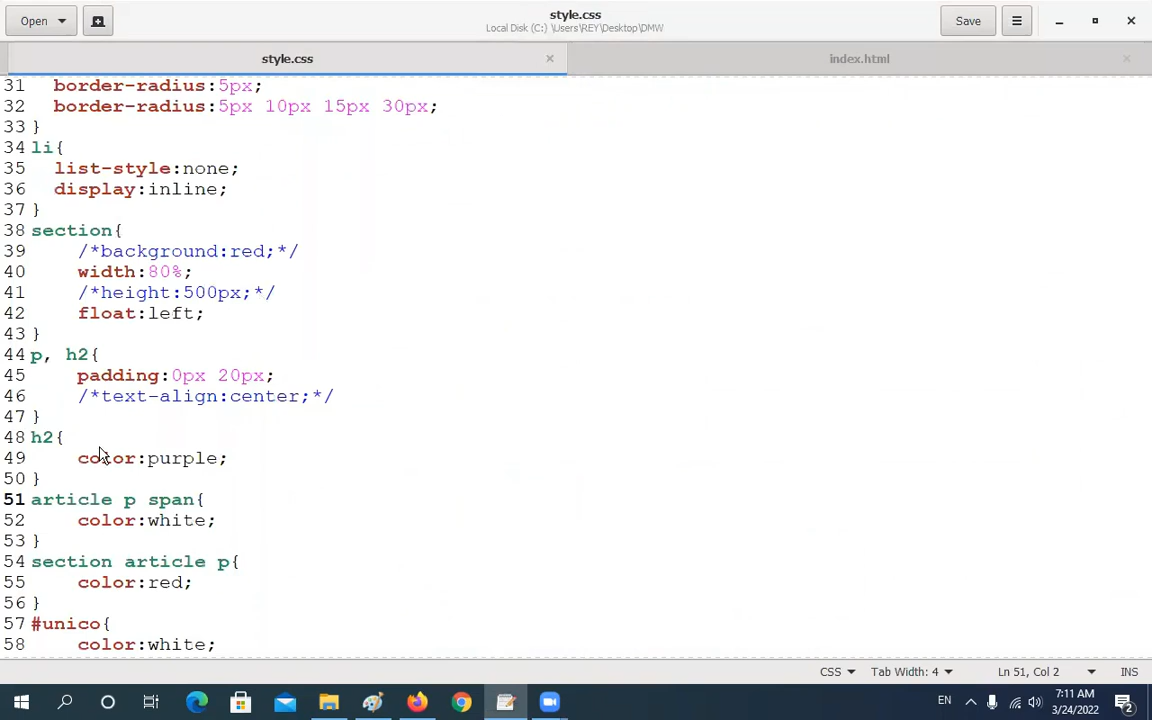 Open
style.css
Local Disk (C:) \Users\REY\Desktop\DMW
Save
style.css
index.html
31 border-radius:5px;
32 border-radius:5px 10px 15px 30px;
33 }
34 li{
35 list-style:none;
36 display:inline;
37 }
38 section{
39 /*background:red;*/
40 width:80%;
41 /*height:500px;*/
42 float:left;
43 }
44 p, h2{
45 padding:0px 20px;
46 /*text-align:center;*/
47 }
48 h2{
49 color:purple;
50 }
51 article p span{
52 color:white;
53 }
54 section article p{
55 color:red;
56 }
57 #unico{
58 color:white;
CSS Tab Width: 4 Ln 51, Col 2 INS
EN
7:11 AM
3/24/2022
2